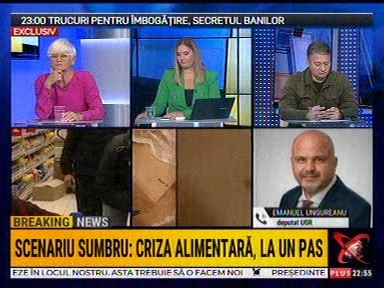 23:00 TRUCURI PENTRU ÎMBOGĂȚIRE, SECRETUL BANILOR
EXCLUSIV
EMANUEL UNGUREANU
deputat USR
BREAKING NEWS
SCENARIU SUMBRU: CRIZA ALIMENTARĂ, LA UN PAS
EZE ÎN LOCUL NOSTRU. ASTA TREBUIE SĂ O FACEM NOI
PREȘEDINTE
PLUS 22:55